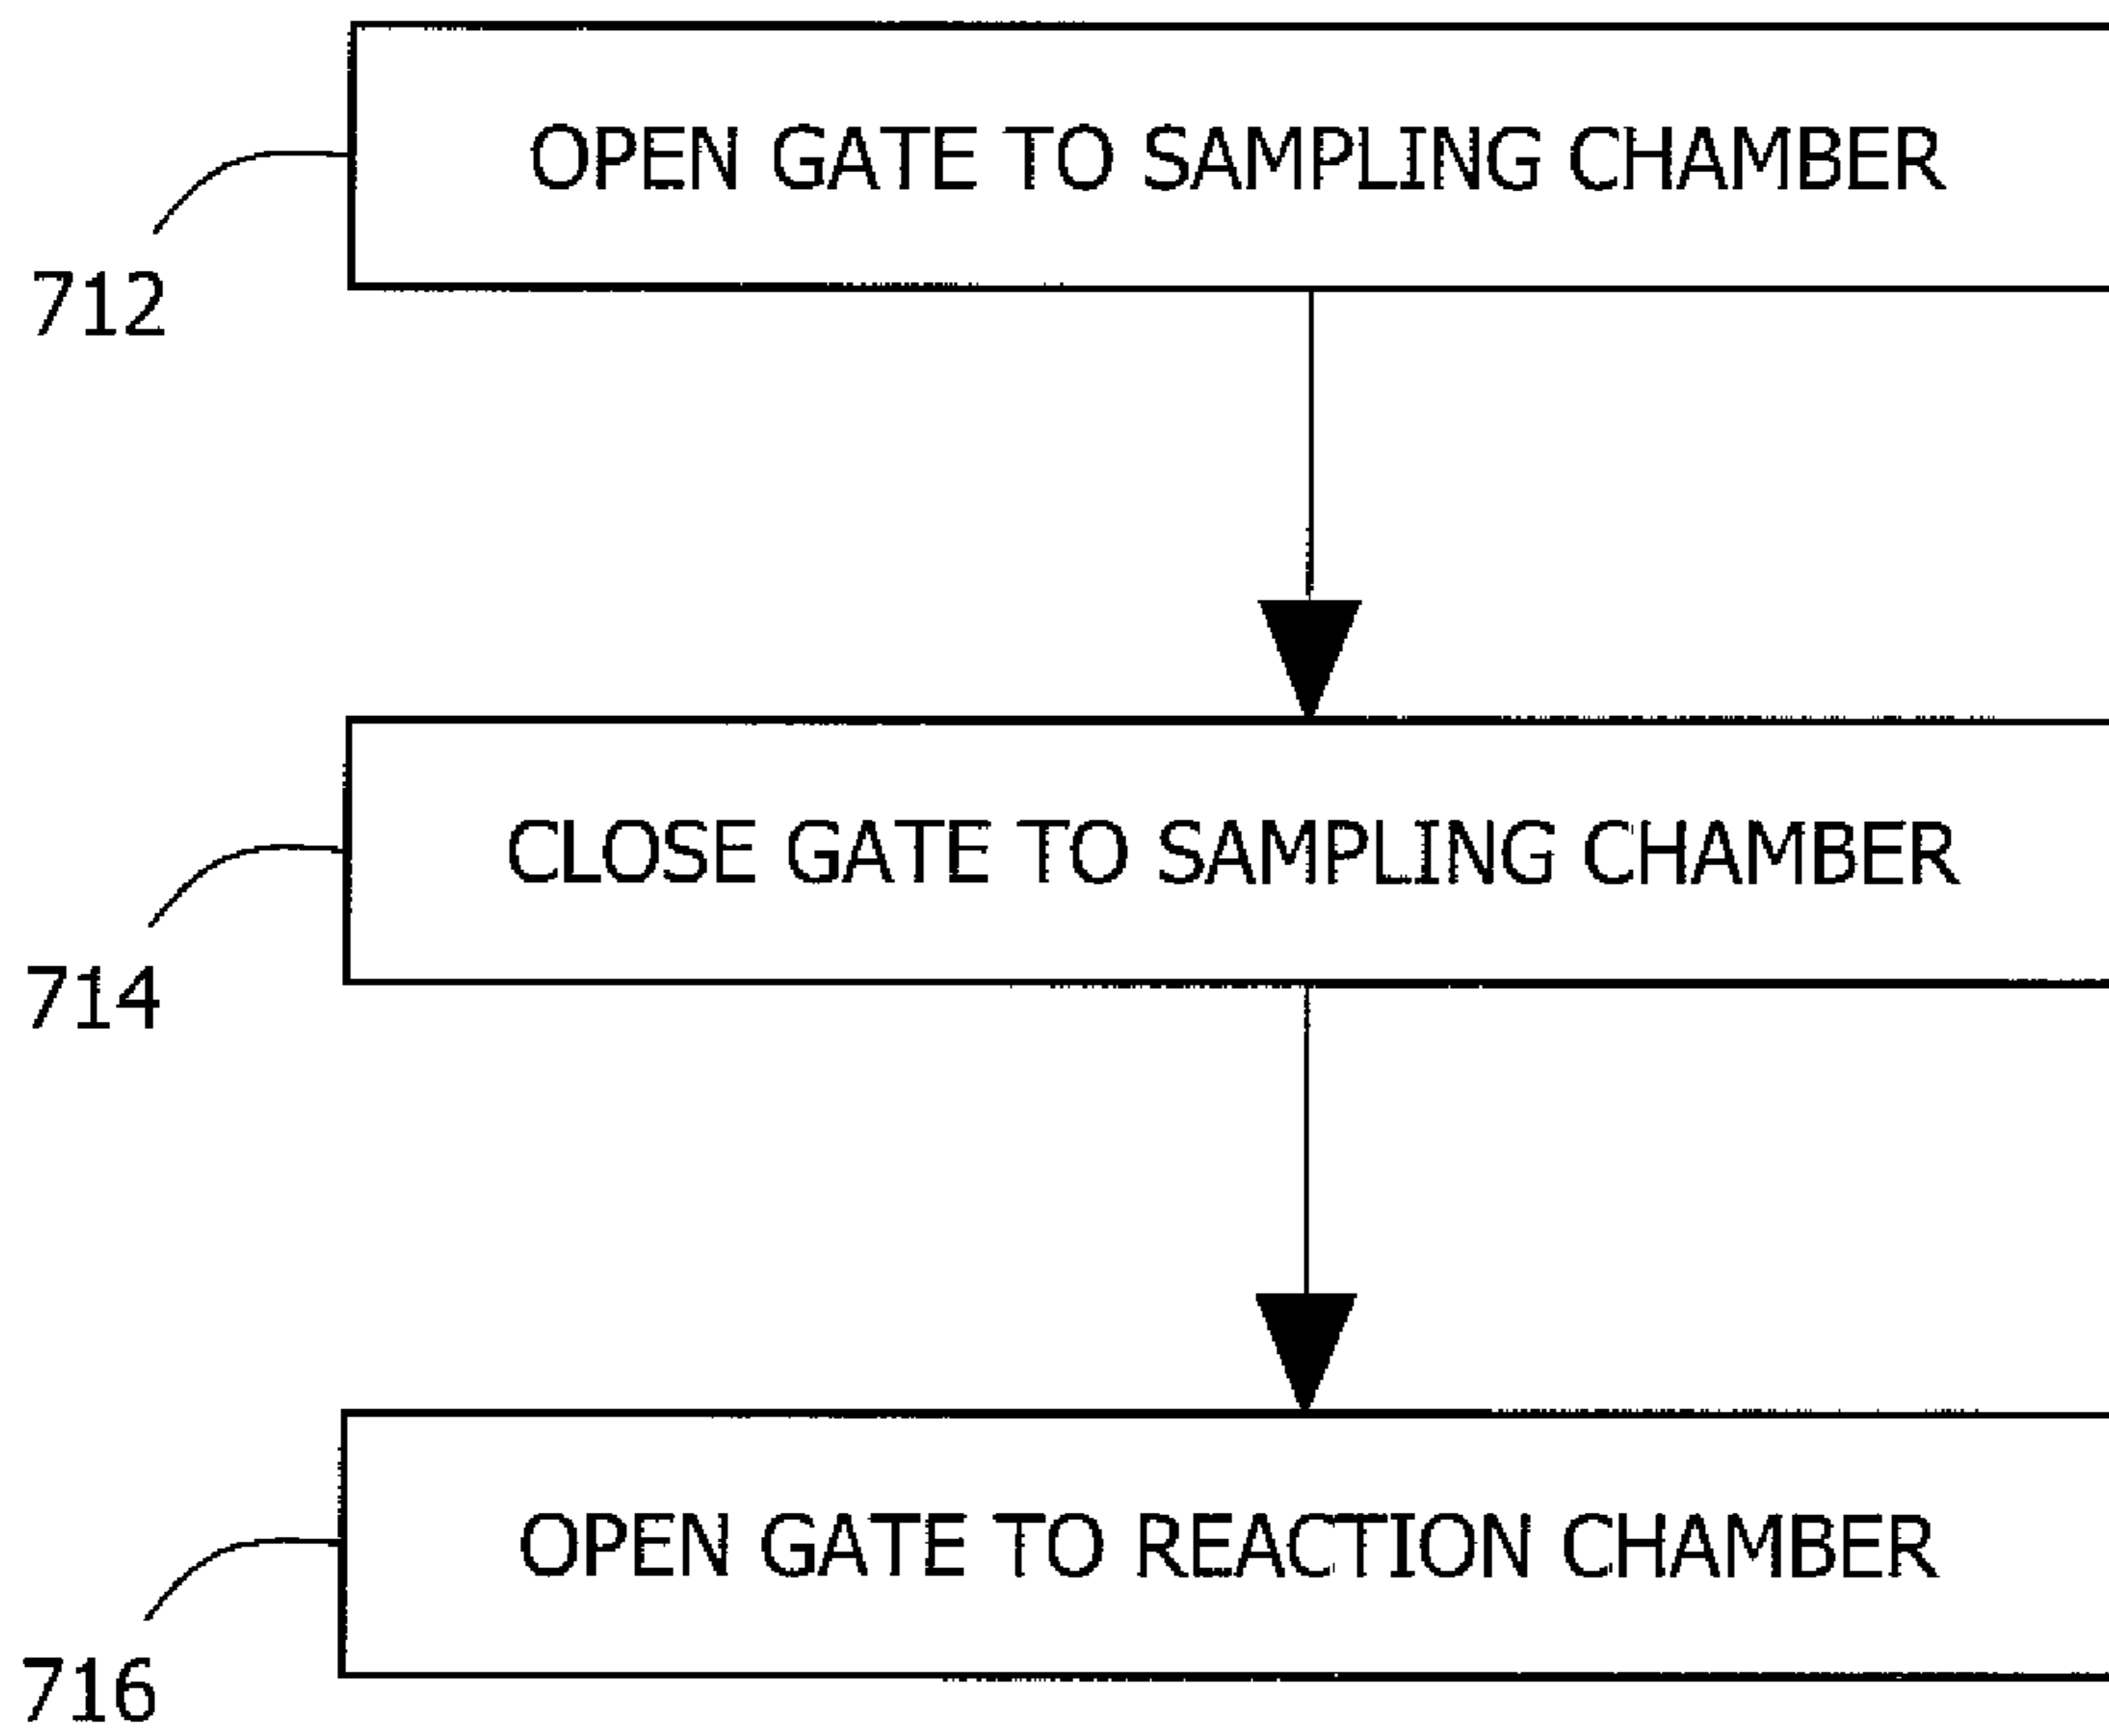 OPEN GATE TO SAMPLING CHAMBER
712
CLOSE GATE TO SAMPLING CHAMBER
714
OPEN GATE TO REACTION CHAMBER
716